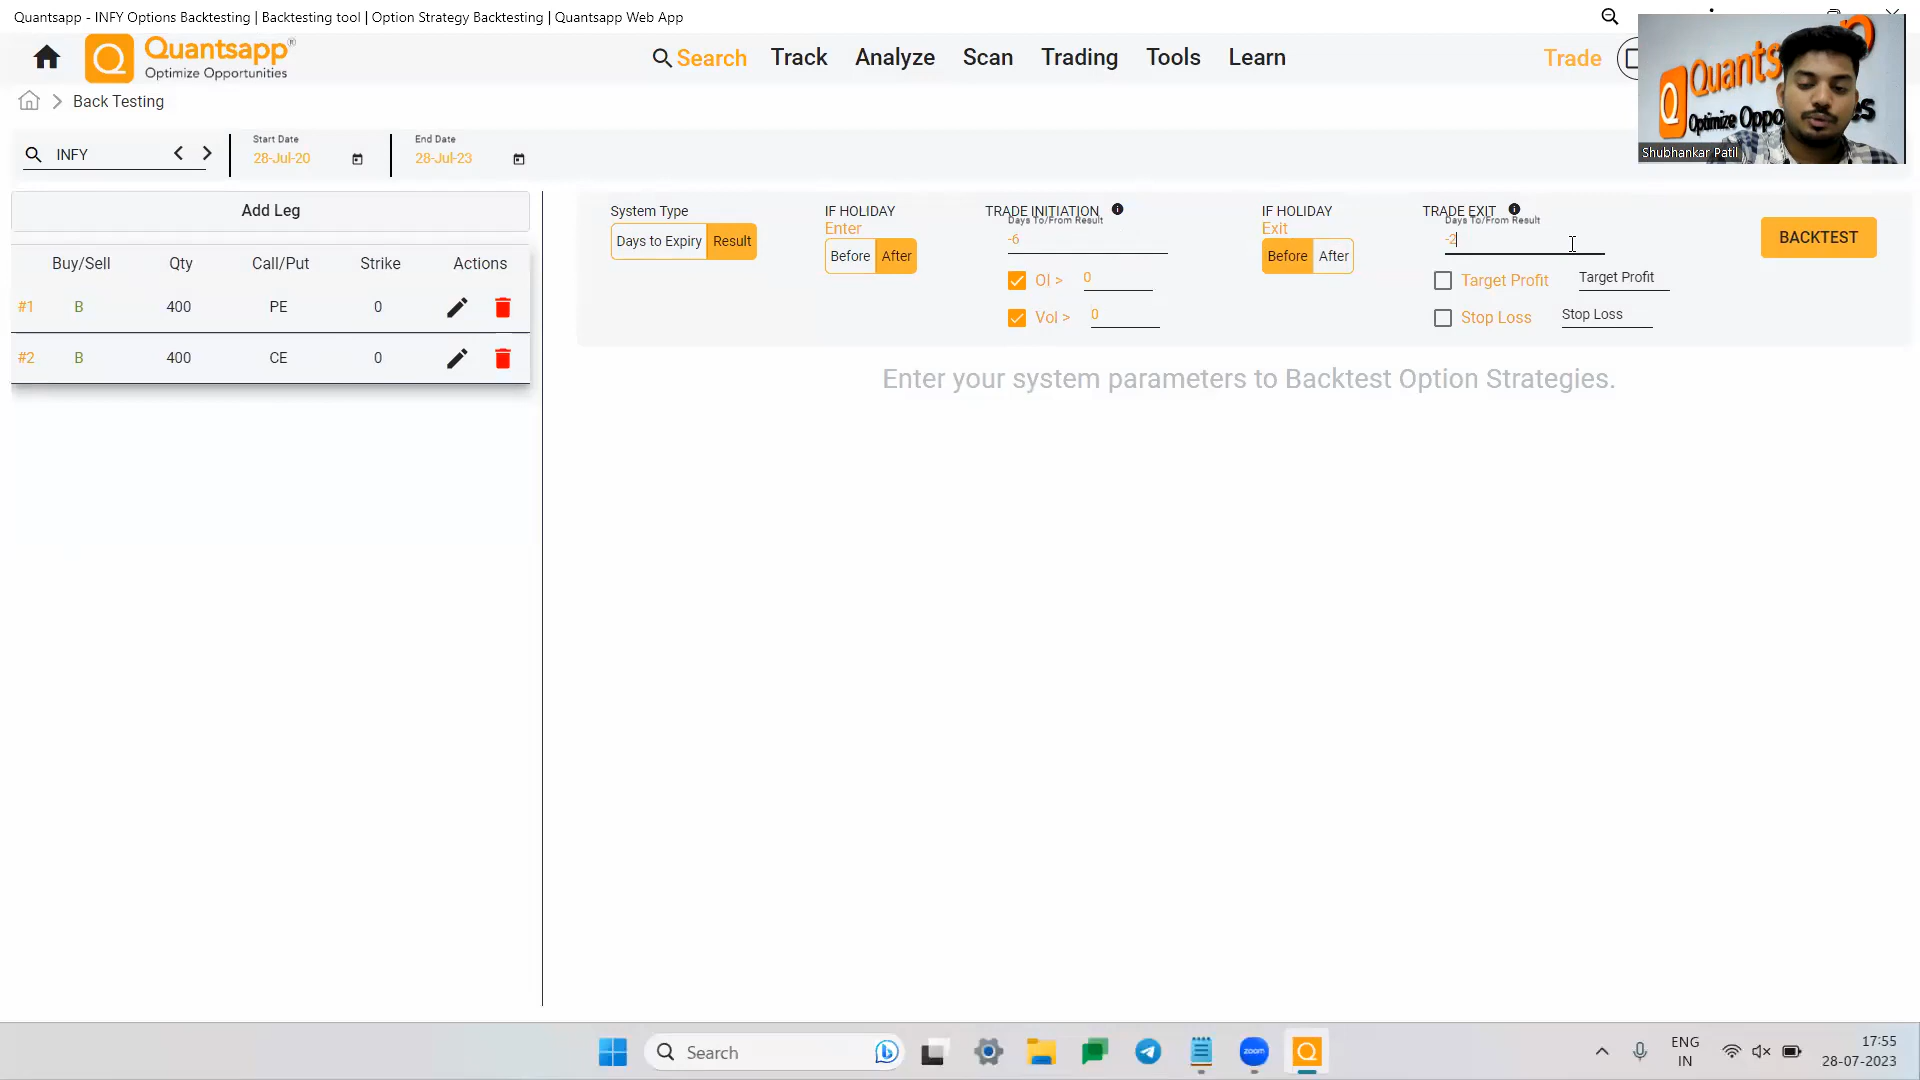 Quantsapp - INFY Options Backtesting | Backtesting tool | Option Strategy Backtesting | Quantsapp Web App
Quantsapp®
Optimize Opportunities
Search
Track
Analyze
Scan
Trading
Tools
Learn
Trade
Back Testing
INFY
Start Date
28-Jul-20
End Date
28-Jul-23
Shubhankar Patil
Add Leg
Buy/Sell Qty Call/Put Strike Actions
#1 B 400 PE 0
#2 B 400 CE 0
System Type
Days to Expiry Result
IF HOLIDAY
Enter
Before After
TRADE INITIATION
Days To/From Result
-6
OI > 0
Vol > 0
IF HOLIDAY
Exit
Before After
TRADE EXIT
Days To/From Result
-2
Target Profit Target Profit
Stop Loss Stop Loss
BACKTEST
Enter your system parameters to Backtest Option Strategies.
Search
zoom
ENG
IN
17:55
28-07-2023